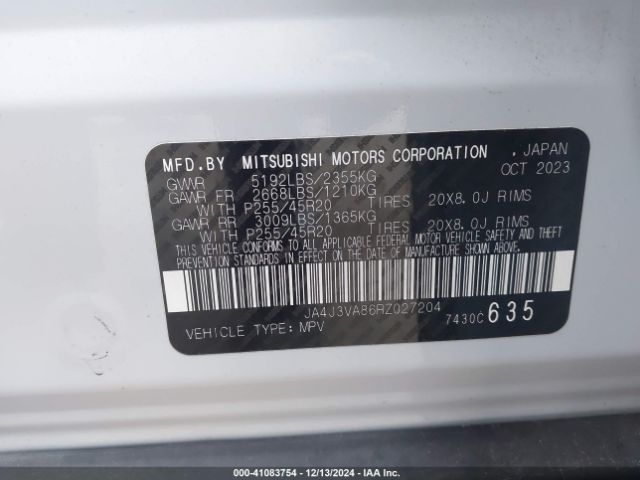 MFD.BY MITSUBISHI MOTORS CORPORATION , JAPAN
GVWR 5192LBS/2355KG OCT 2023
GAWR FR 2668LBS/1210KG
WITH P255/45R20 TIRES 20X8.0J RIMS
GAWR RR 3009LBS/1365KG
WITH P255/45R20 TIRES 20X8.0J RIMS
THIS VEHICLE CONFORMS TO ALL APPLICABLE FEDERAL MOTOR VEHICLE SAFETY AND THEFT
PREVENTION STANDARDS IN EFFECT ON THE DATE OF MANUFACTURE SHOWN ABOVE.
JA4J3VA86RZ027204
VEHICLE TYPE: MPV 7430C 635
000-41083754 - 12/13/2024 - IAA Inc.